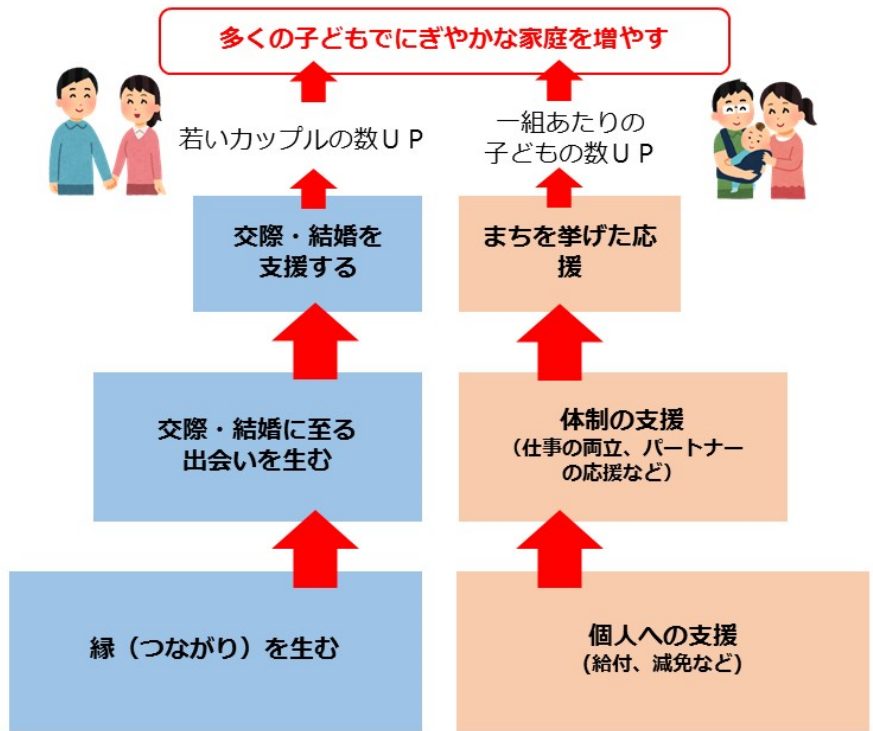 多くの子どもでにぎやかな家庭を増やす
若いカップルの数ＵＰ
一組あたりの
子どもの数ＵＰ
交際・結婚を
支援する
まちを挙げた応
援
交際・結婚に至る
出会いを生む
体制の支援
（仕事の両立、パートナー
の応援など）
縁（つながり）を生む
個人への支援
(給付、減免など)